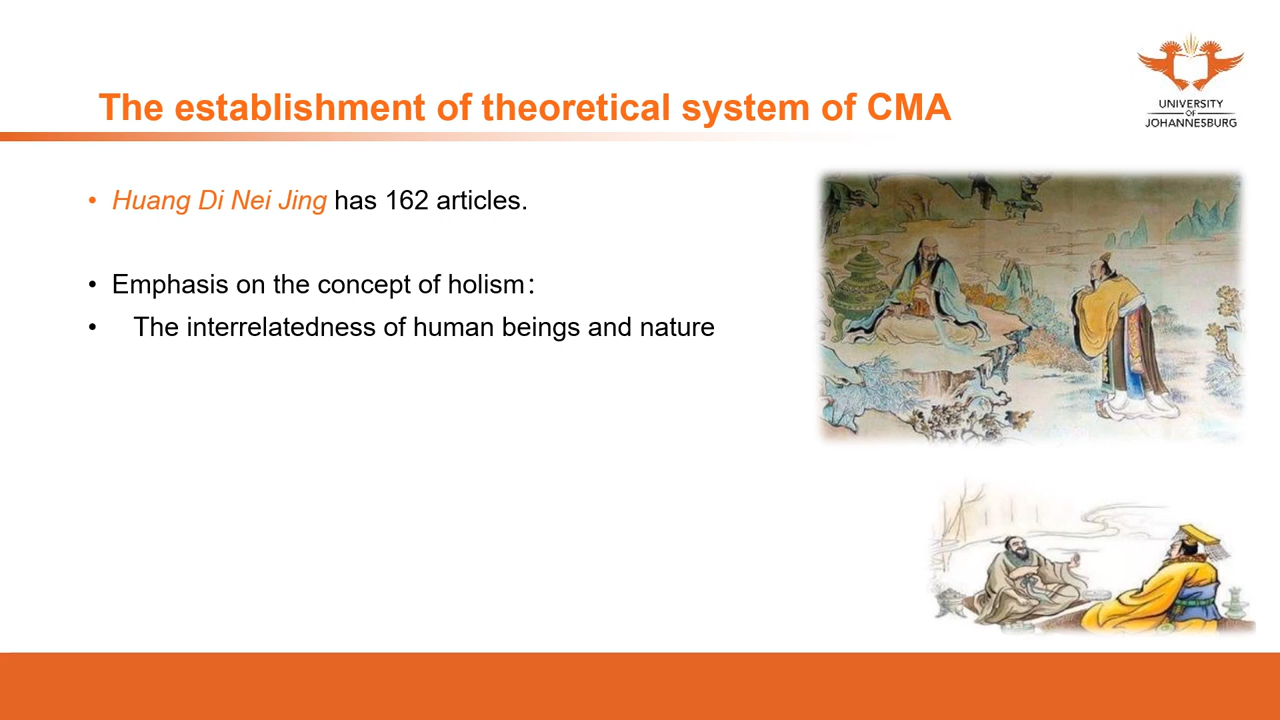 The establishment of theoretical system of CMA
UNIVERSITY
OF
JOHANNESBURG
• Huang Di Nei Jing has 162 articles.
• Emphasis on the concept of holism：
• The interrelatedness of human beings and nature